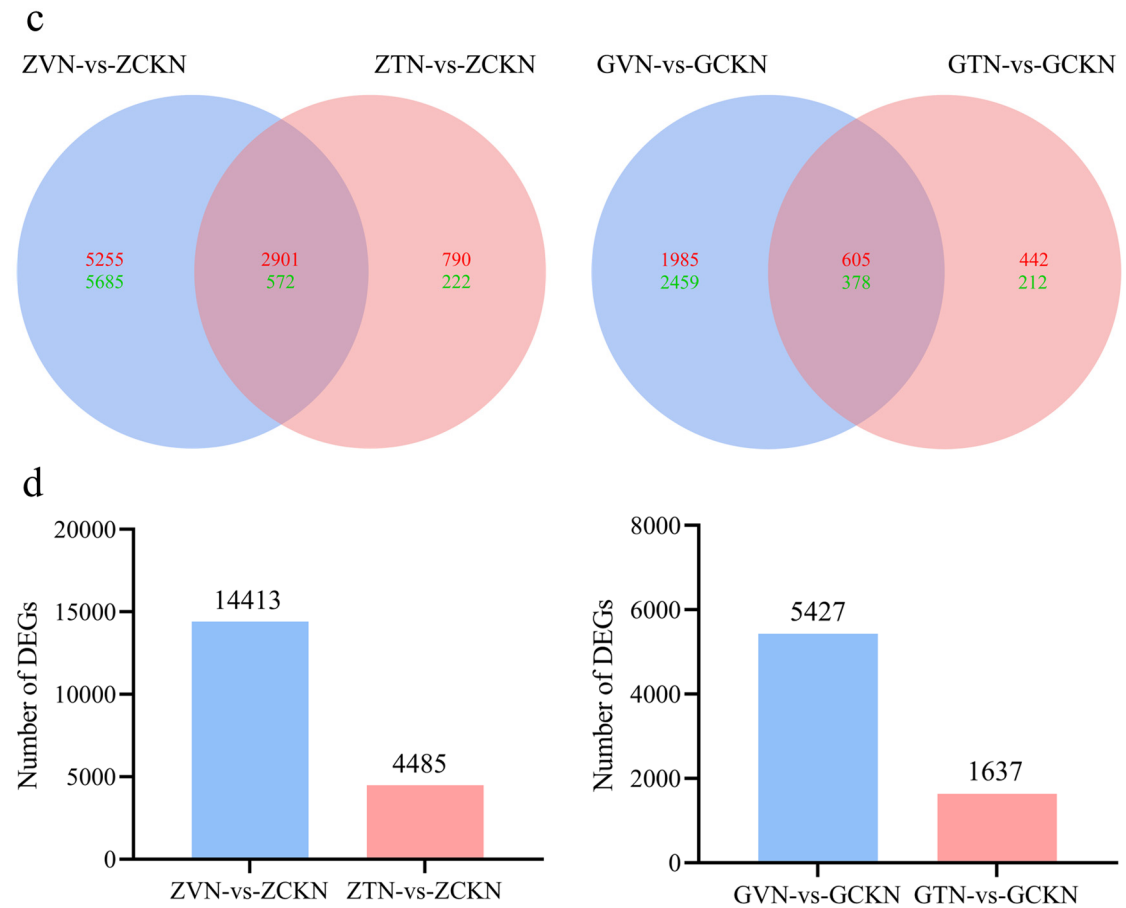 c
ZVN-vs-ZCKN ZTN-vs-ZCKN GVN-vs-GCKN GTN-vs-GCKN
5255 2901 790 1985 605 442
5685 572 222 2459 378 212
d
Number of DEGs
20000
15000
10000
5000
0
14413
4485
ZVN-vs-ZCKN ZTN-vs-ZCKN
Number of DEGs
8000
6000
4000
2000
0
5427
1637
GVN-vs-GCKN GTN-vs-GCKN